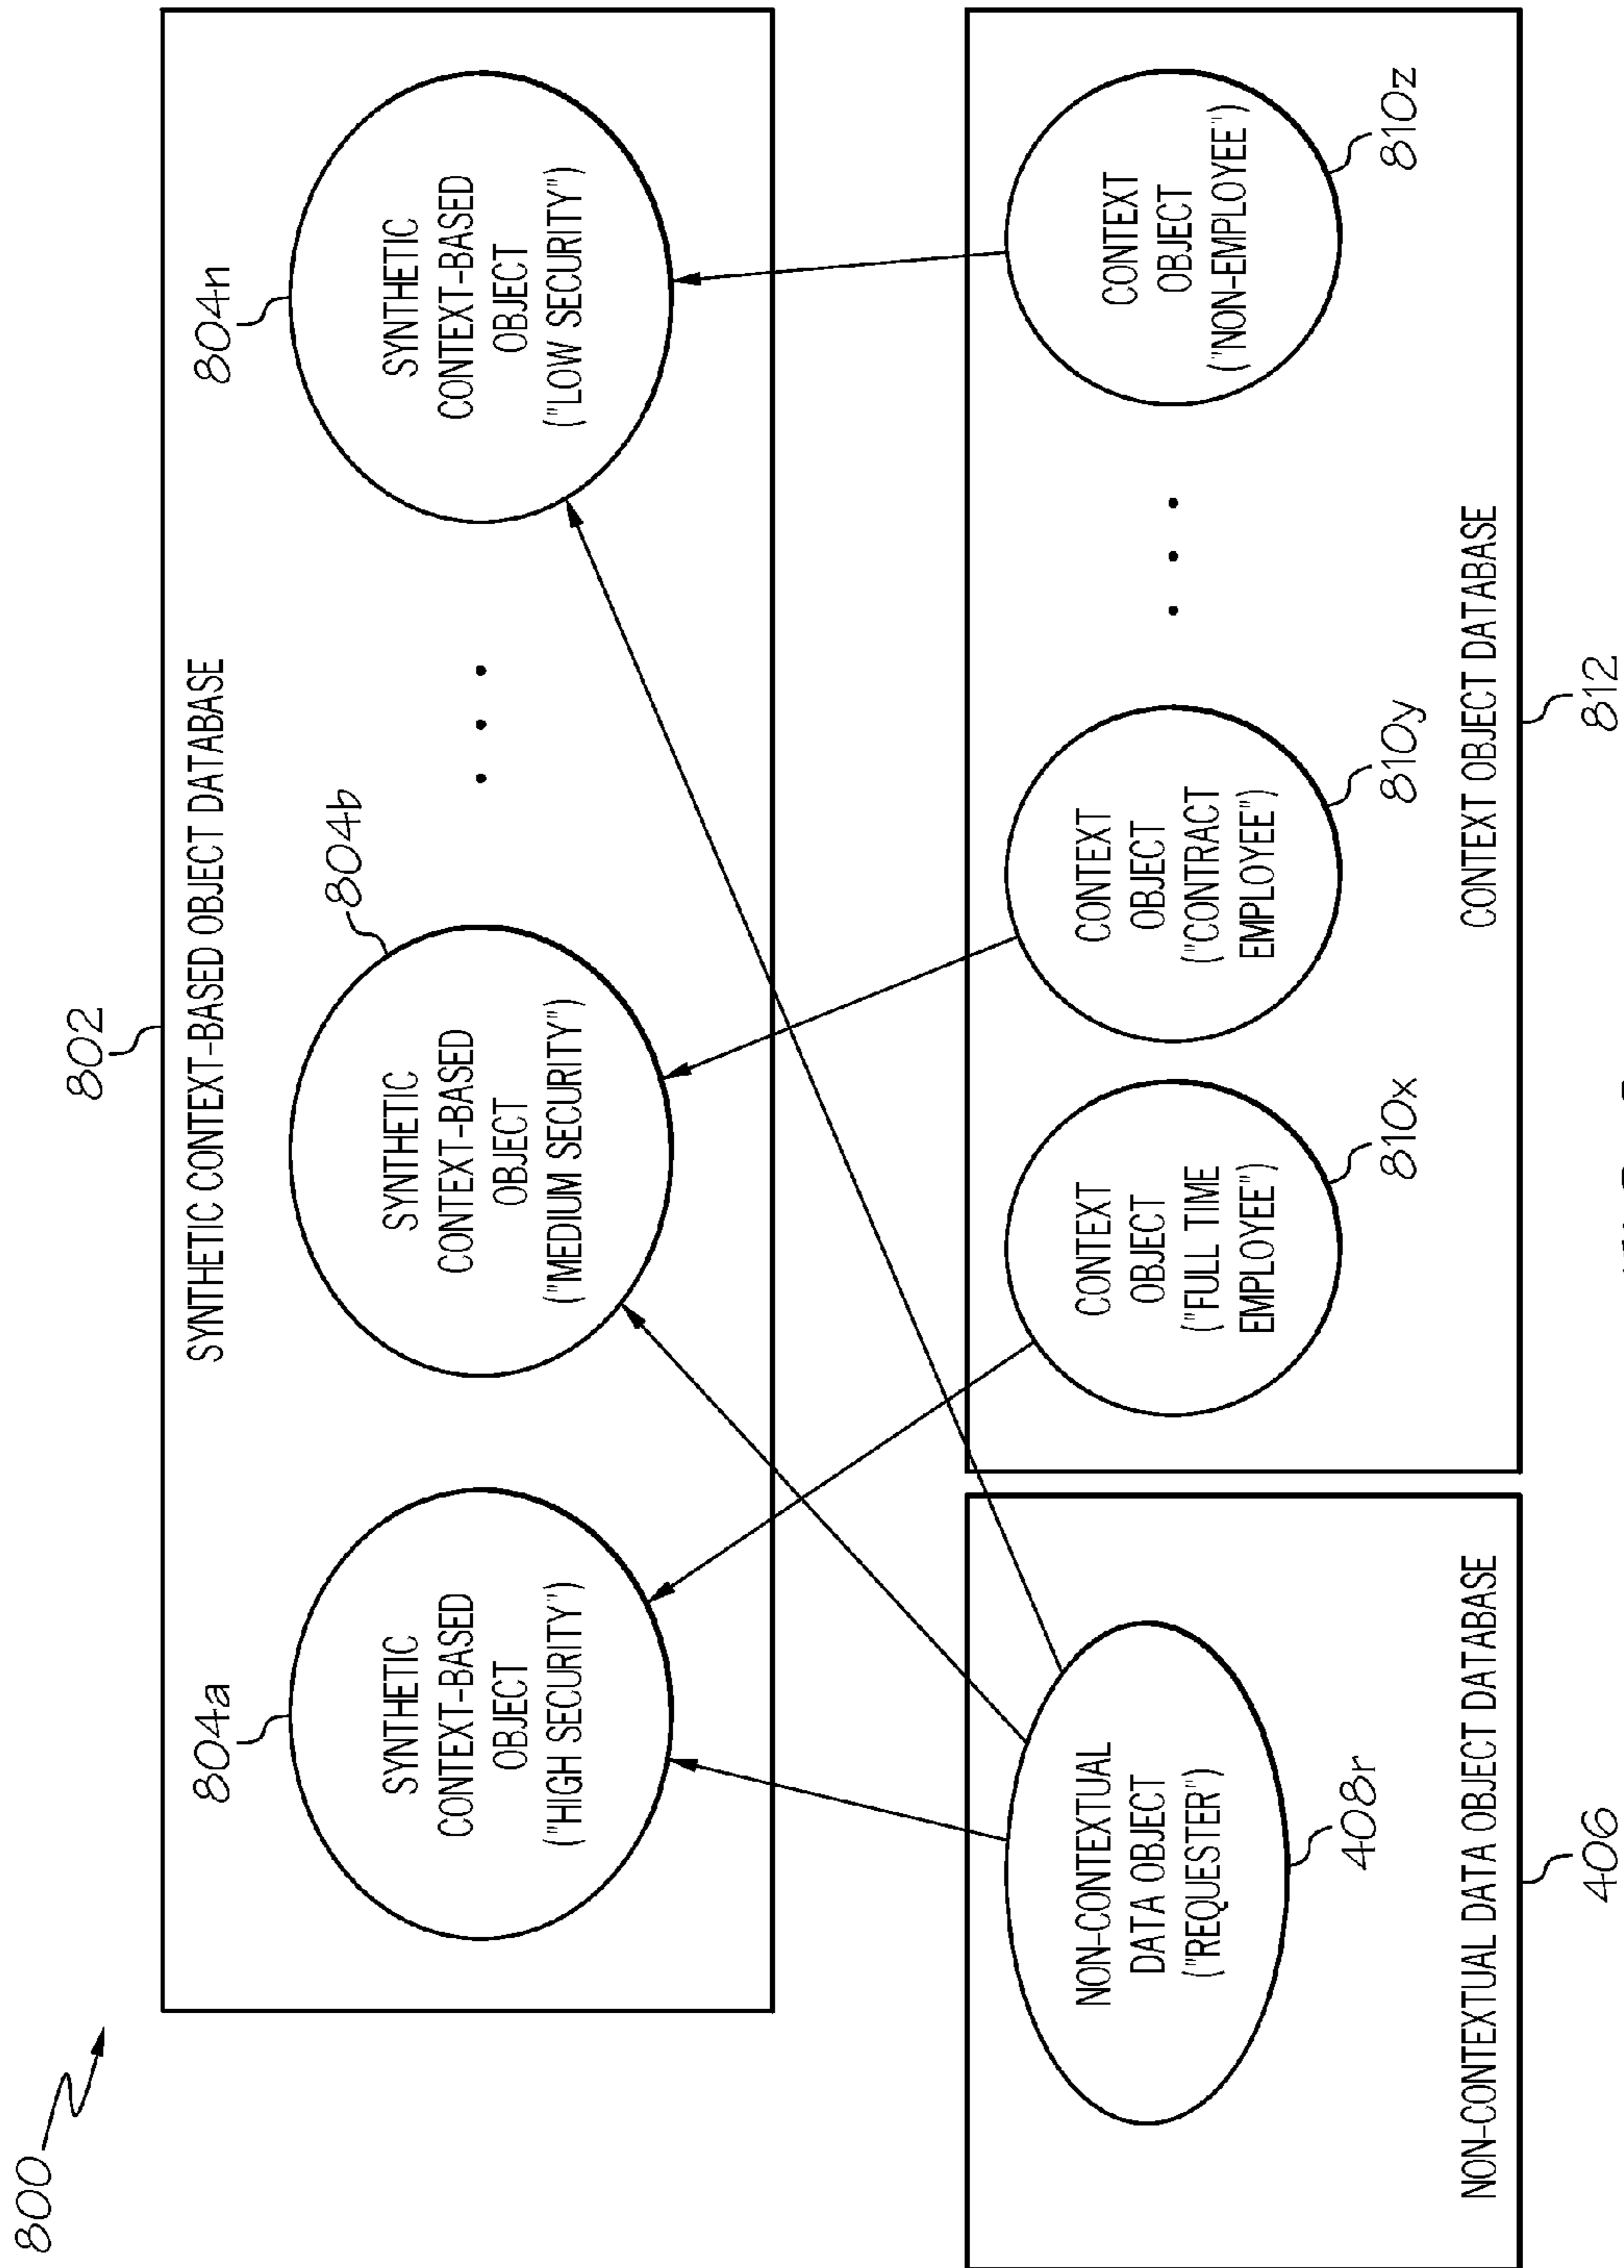 800
802
SYNTHETIC CONTEXT-BASED OBJECT DATABASE
804a
SYNTHETIC
CONTEXT-BASED
OBJECT
("HIGH SECURITY")
804b
SYNTHETIC
CONTEXT-BASED
OBJECT
("MEDIUM SECURITY")
. . .
804n
SYNTHETIC
CONTEXT-BASED
OBJECT
("LOW SECURITY")
NON-CONTEXTUAL
DATA OBJECT
("REQUESTER")
408r
NON-CONTEXTUAL DATA OBJECT DATABASE
406
CONTEXT
OBJECT
("FULL TIME
EMPLOYEE")
810x
CONTEXT
OBJECT
("CONTRACT
EMPLOYEE")
810y
. . .
CONTEXT
OBJECT
("NON-EMPLOYEE")
810z
CONTEXT OBJECT DATABASE
812